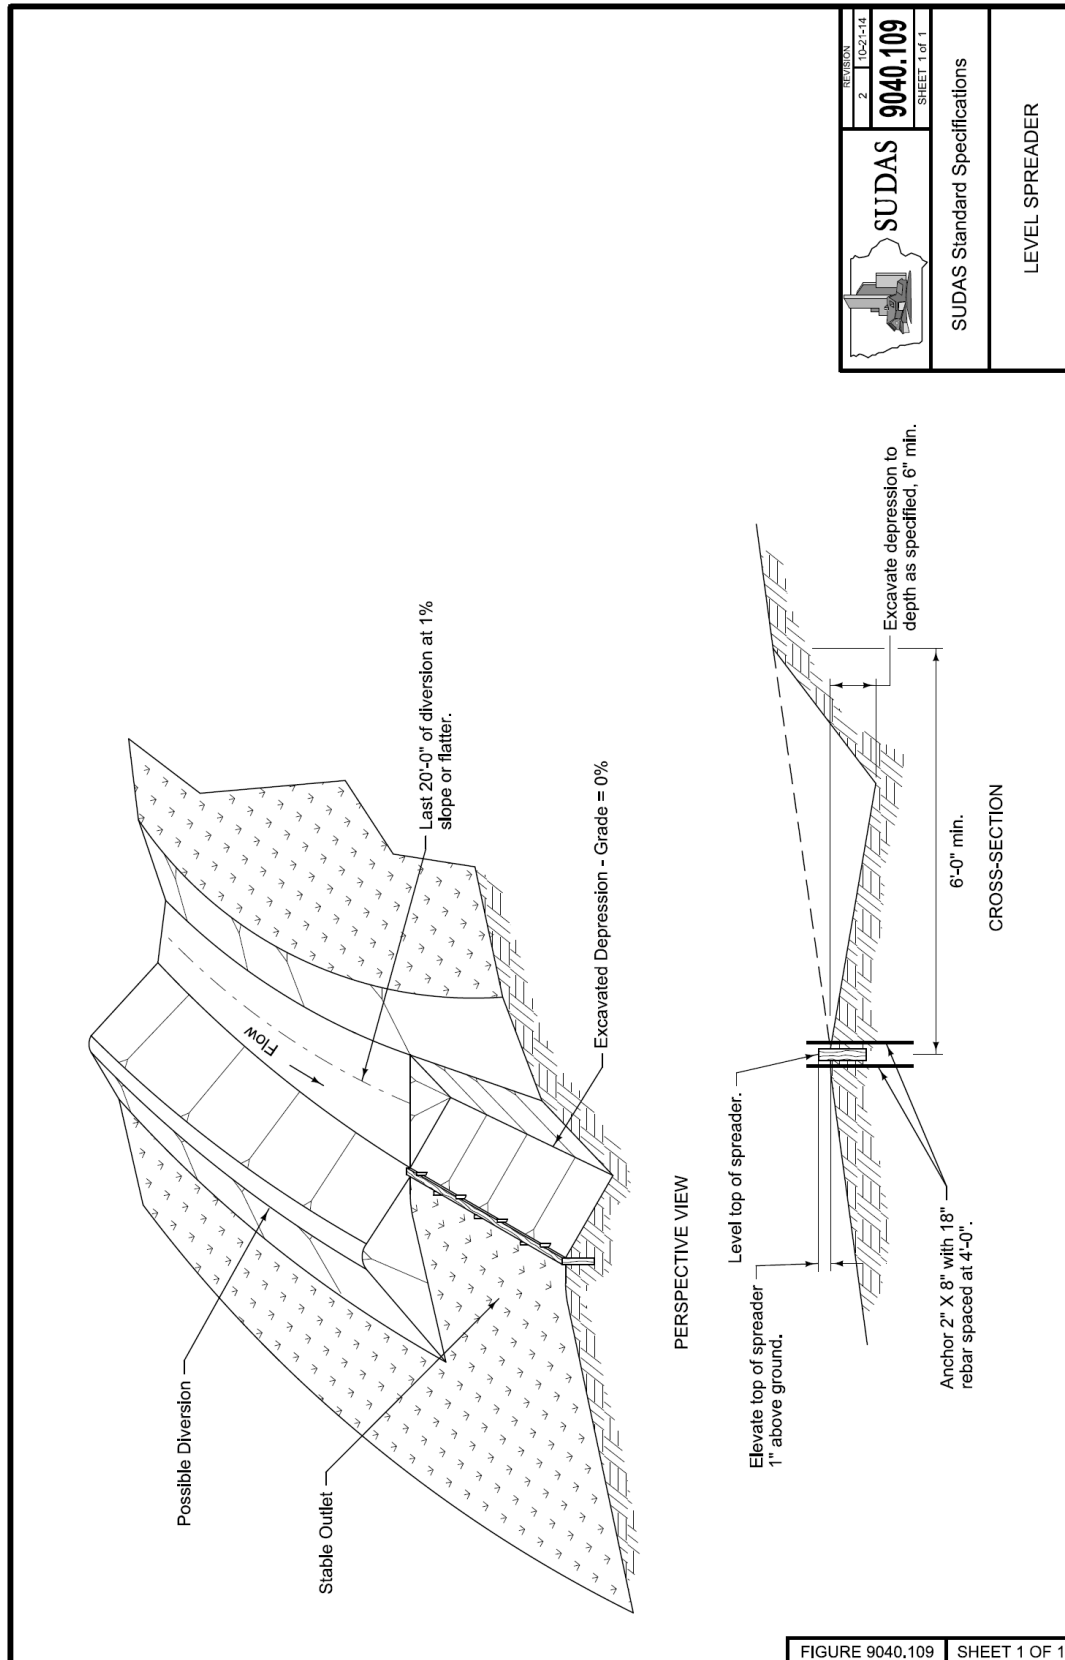 Possible Diversion
Stable Outlet
Flow
Last 20'-0" of diversion at 1%
slope or flatter.
Excavated Depression - Grade = 0%
PERSPECTIVE VIEW
Elevate top of spreader
1" above ground.
Level top of spreader.
Anchor 2" X 8" with 18"
rebar spaced at 4'-0".
Excavate depression to
depth as specified, 6" min.
6'-0" min.
CROSS-SECTION
SUDAS
REVISION
2 10-21-14
9040.109
SHEET 1 of 1
SUDAS Standard Specifications
LEVEL SPREADER
FIGURE 9040.109 SHEET 1 OF 1